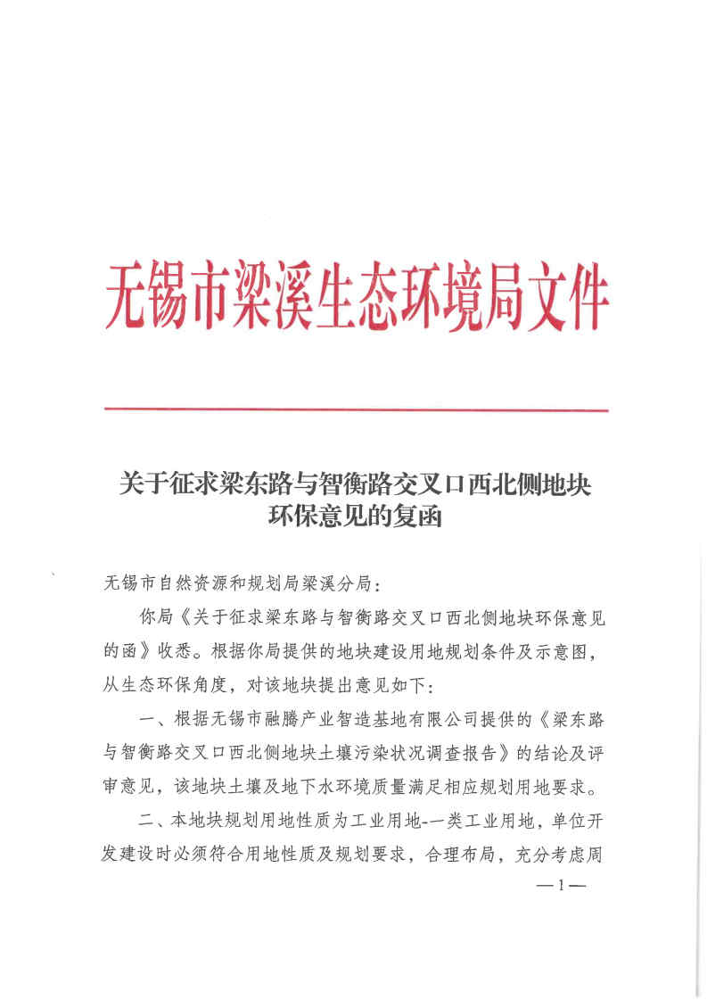 无锡市梁溪生态环境局文件
关于征求梁东路与智衡路交叉口西北侧地块
环保意见的复函
无锡市自然资源和规划局梁溪分局：
你局《关于征求梁东路与智衡路交叉口西北侧地块环保意见
的函》收悉。根据你局提供的地块建设用地规划条件及示意图，
从生态环保角度，对该地块提出意见如下：
一、根据无锡市融腾产业智造基地有限公司提供的《梁东路
与智衡路交叉口西北侧地块土壤污染状况调查报告》的结论及评
审意见，该地块土壤及地下水环境质量满足相应规划用地要求。
二、本地块规划用地性质为工业用地-一类工业用地，单位开
发建设时必须符合用地性质及规划要求，合理布局，充分考虑周
—1—